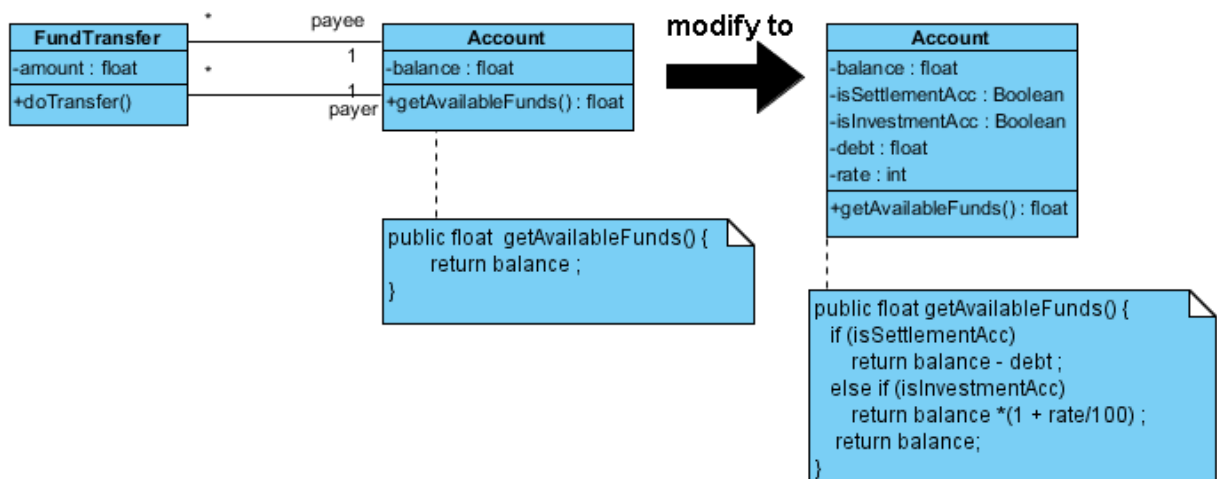 *
payee
FundTransfer
-amount : float
+doTransfer()
*
1
1
payer
Account
-balance : float
+getAvailableFunds() : float
public float getAvailableFunds() {
return balance ;
}
modify to
Account
-balance : float
-isSettlementAcc : Boolean
-isInvestmentAcc : Boolean
-debt : float
-rate : int
+getAvailableFunds() : float
public float getAvailableFunds() {
if (isSettlementAcc)
return balance - debt ;
else if (isInvestmentAcc)
return balance *(1 + rate/100) ;
return balance;
}